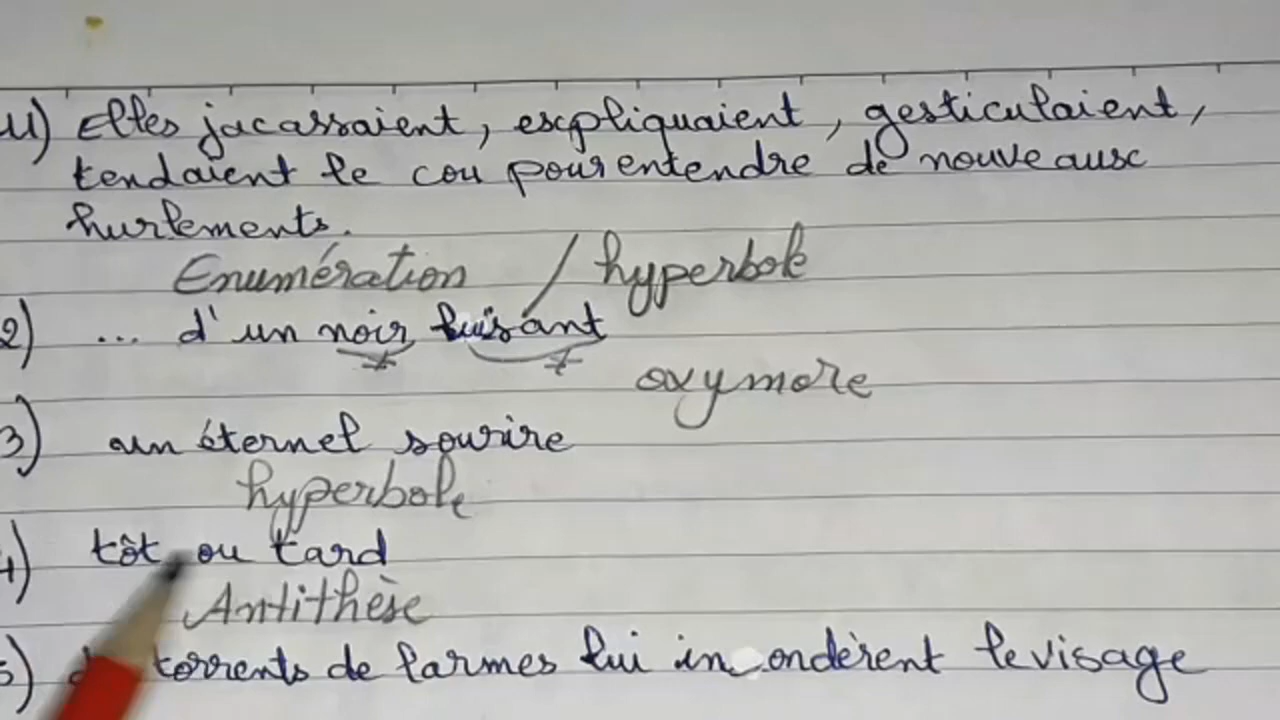 1) Elles jacassaient, expliquaient, gesticulaient,
tendaient le cou pour entendre de nouveaux
hurlements.
Enumération / hyperbole
2) ... d'un noir luisant
oxymore
3) un éternel sourire
hyperbole
4) tôt ou tard
Antithèse
5) torrents de larmes lui inondèrent le visage